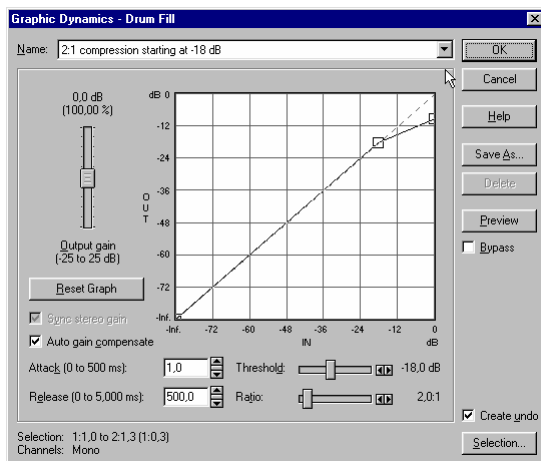 Graphic Dynamics - Drum Fill
Name: 2:1 compression starting at -18 dB
OK
Cancel
Help
Save As...
Delete
Preview
Bypass
0,0 dB
(100,00 %)
Output gain
(-25 to 25 dB)
Reset Graph
Sync stereo gain
Auto gain compensate
dB 0
-12
-24
-36
OUT
-48
-60
-72
-Inf.
-Inf. -72 -60 -48 -36 -24 -12 0
IN dB
Attack (0 to 500 ms): 1,0 Threshold: -18,0 dB
Release (0 to 5,000 ms): 500,0 Ratio: 2,0:1
Create undo
Selection: 1:1,0 to 2:1,3 (1:0,3)
Channels: Mono
Selection...